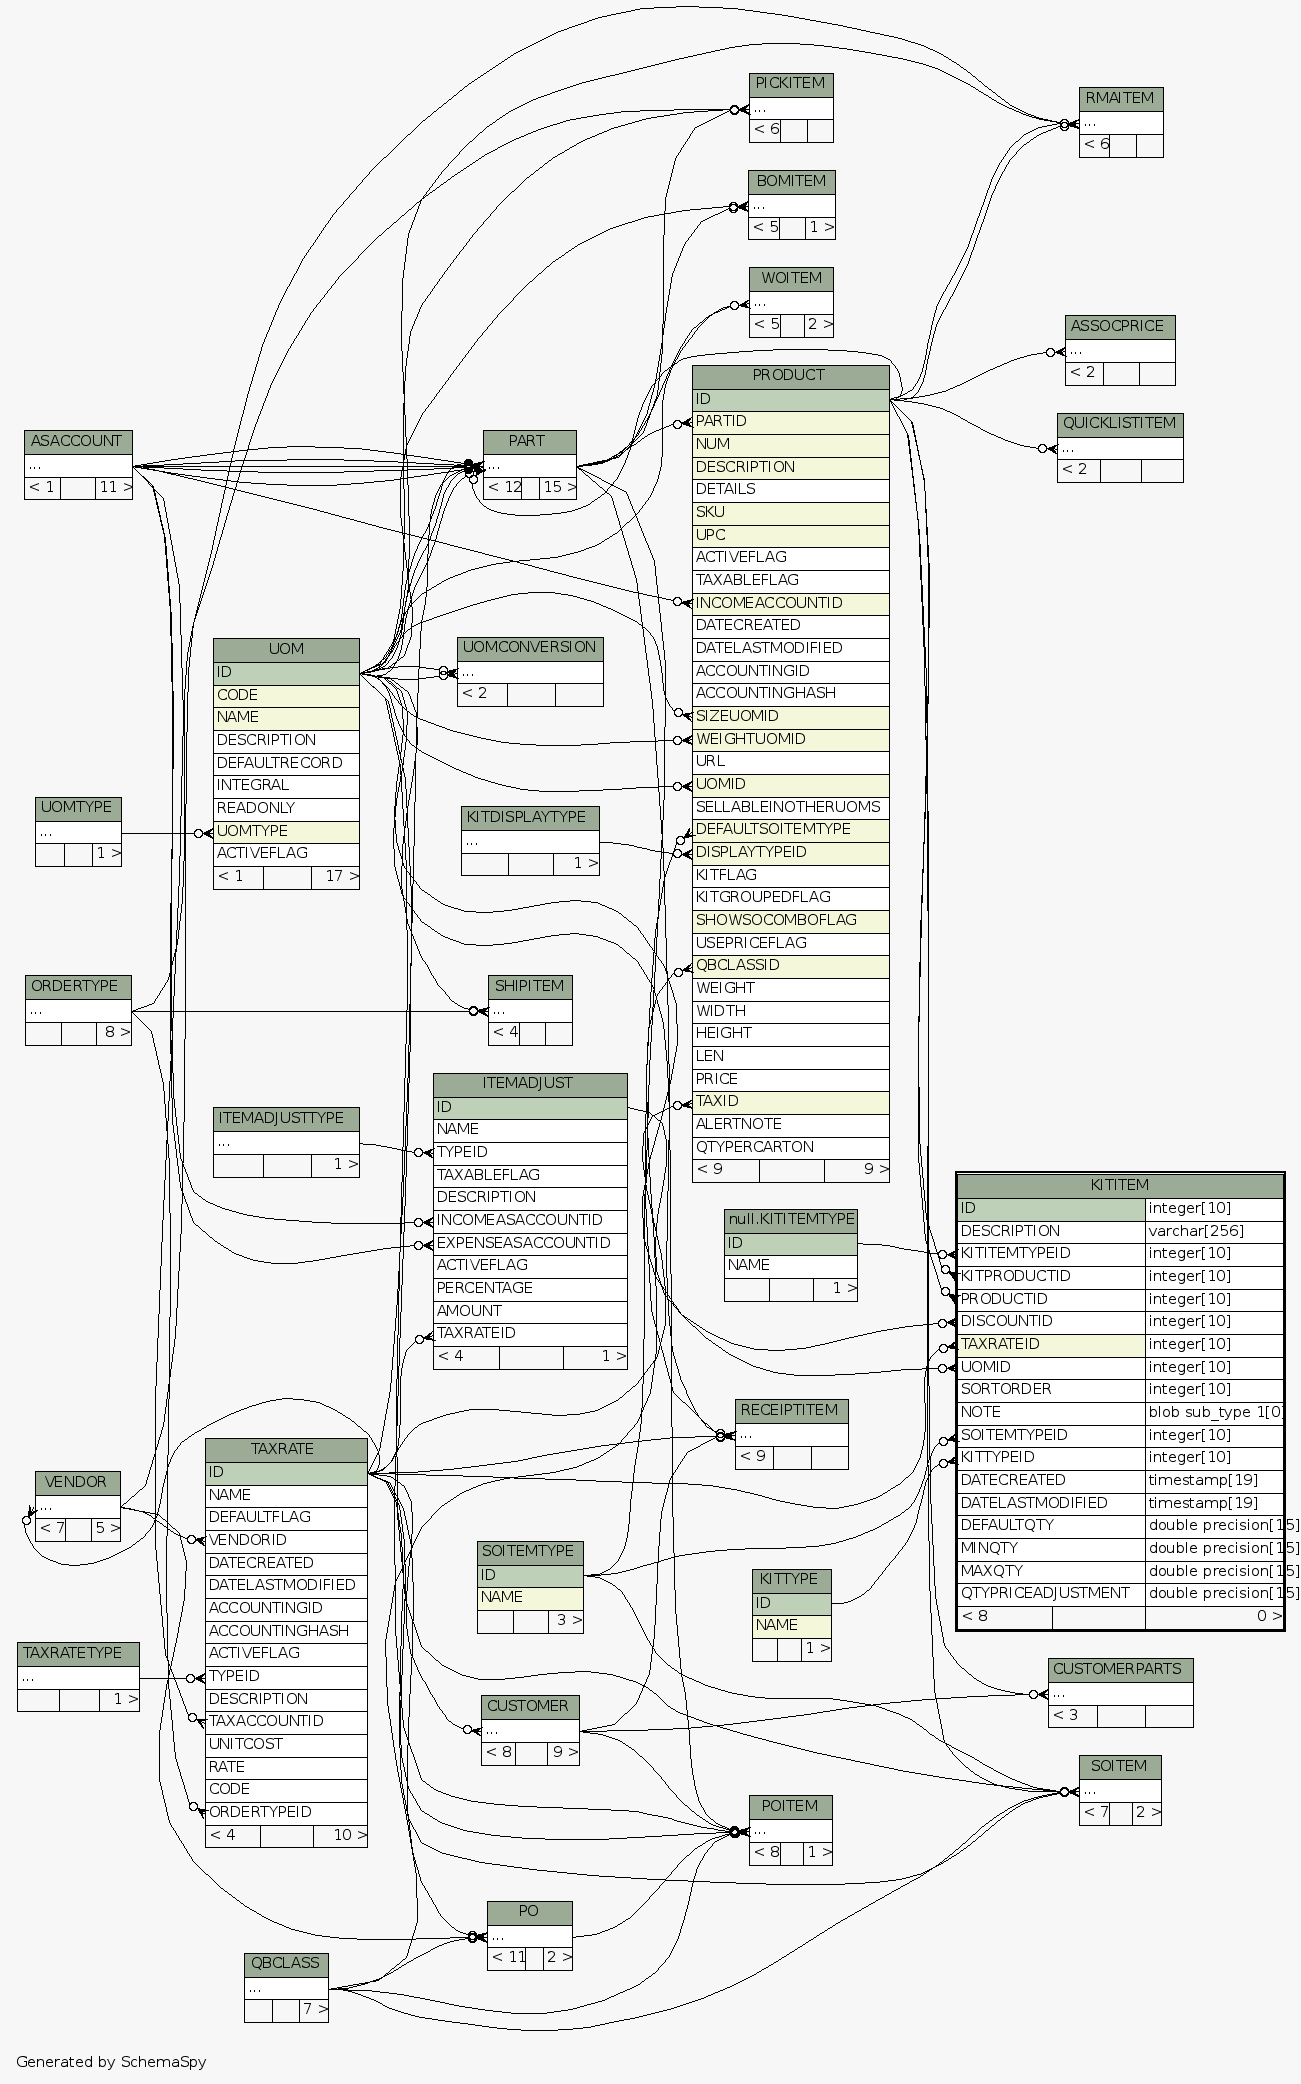 PICKITEM
...
< 6
RMAITEM
...
< 6
BOMITEM
...
< 5 1 >
WOITEM
...
< 5 2 >
ASSOCPRICE
...
< 2
QUICKLISTITEM
...
< 2
ASACCOUNT
...
< 1 11 >
PART
...
< 12 15 >
PRODUCT
ID
PARTID
NUM
DESCRIPTION
DETAILS
SKU
UPC
ACTIVEFLAG
TAXABLEFLAG
INCOMEACCOUNTID
DATECREATED
DATELASTMODIFIED
ACCOUNTINGID
ACCOUNTINGHASH
SIZEUOMID
WEIGHTUOMID
URL
UOMID
SELLABLEINOTHERUOMS
DEFAULTSOITEMTYPE
DISPLAYTYPEID
KITFLAG
KITGROUPEDFLAG
SHOWSOCOMBOFLAG
USEPRICEFLAG
QBCLASSID
WEIGHT
WIDTH
HEIGHT
LEN
PRICE
TAXID
ALERTNOTE
QTYPERCARTON
< 9 9 >
UOM
ID
CODE
NAME
DESCRIPTION
DEFAULTRECORD
INTEGRAL
READONLY
UOMTYPE
ACTIVEFLAG
< 1 17 >
UOMCONVERSION
...
< 2
UOMTYPE
...
1 >
KITDISPLAYTYPE
...
1 >
ORDERTYPE
...
8 >
SHIPITEM
...
< 4
ITEMADJUSTTYPE
...
1 >
ITEMADJUST
ID
NAME
TYPEID
TAXABLEFLAG
DESCRIPTION
INCOMEASACCOUNTID
EXPENSEASACCOUNTID
ACTIVEFLAG
PERCENTAGE
AMOUNT
TAXRATEID
< 4 1 >
null.KITITEMTYPE
ID
NAME
1 >
KITITEM
ID integer[10]
DESCRIPTION varchar[256]
KITITEMTYPEID integer[10]
KITPRODUCTID integer[10]
PRODUCTID integer[10]
DISCOUNTID integer[10]
TAXRATEID integer[10]
UOMID integer[10]
SORTORDER integer[10]
NOTE blob sub_type 1[0]
SOITEMTYPEID integer[10]
KITTYPEID integer[10]
DATECREATED timestamp[19]
DATELASTMODIFIED timestamp[19]
DEFAULTQTY double precision[15]
MINQTY double precision[15]
MAXQTY double precision[15]
QTYPRICEADJUSTMENT double precision[15]
< 8 0 >
RECEIPTITEM
...
< 9
VENDOR
...
< 7 5 >
TAXRATE
ID
NAME
DEFAULTFLAG
VENDORID
DATECREATED
DATELASTMODIFIED
ACCOUNTINGID
ACCOUNTINGHASH
ACTIVEFLAG
TYPEID
DESCRIPTION
TAXACCOUNTID
UNITCOST
RATE
CODE
ORDERTYPEID
< 4 10 >
SOITEMTYPE
ID
NAME
3 >
KITTYPE
ID
NAME
1 >
TAXRATETYPE
...
1 >
CUSTOMERPARTS
...
< 3
CUSTOMER
...
< 8 9 >
SOITEM
...
< 7 2 >
POITEM
...
< 8 1 >
PO
...
< 11 2 >
QBCLASS
...
7 >
Generated by SchemaSpy